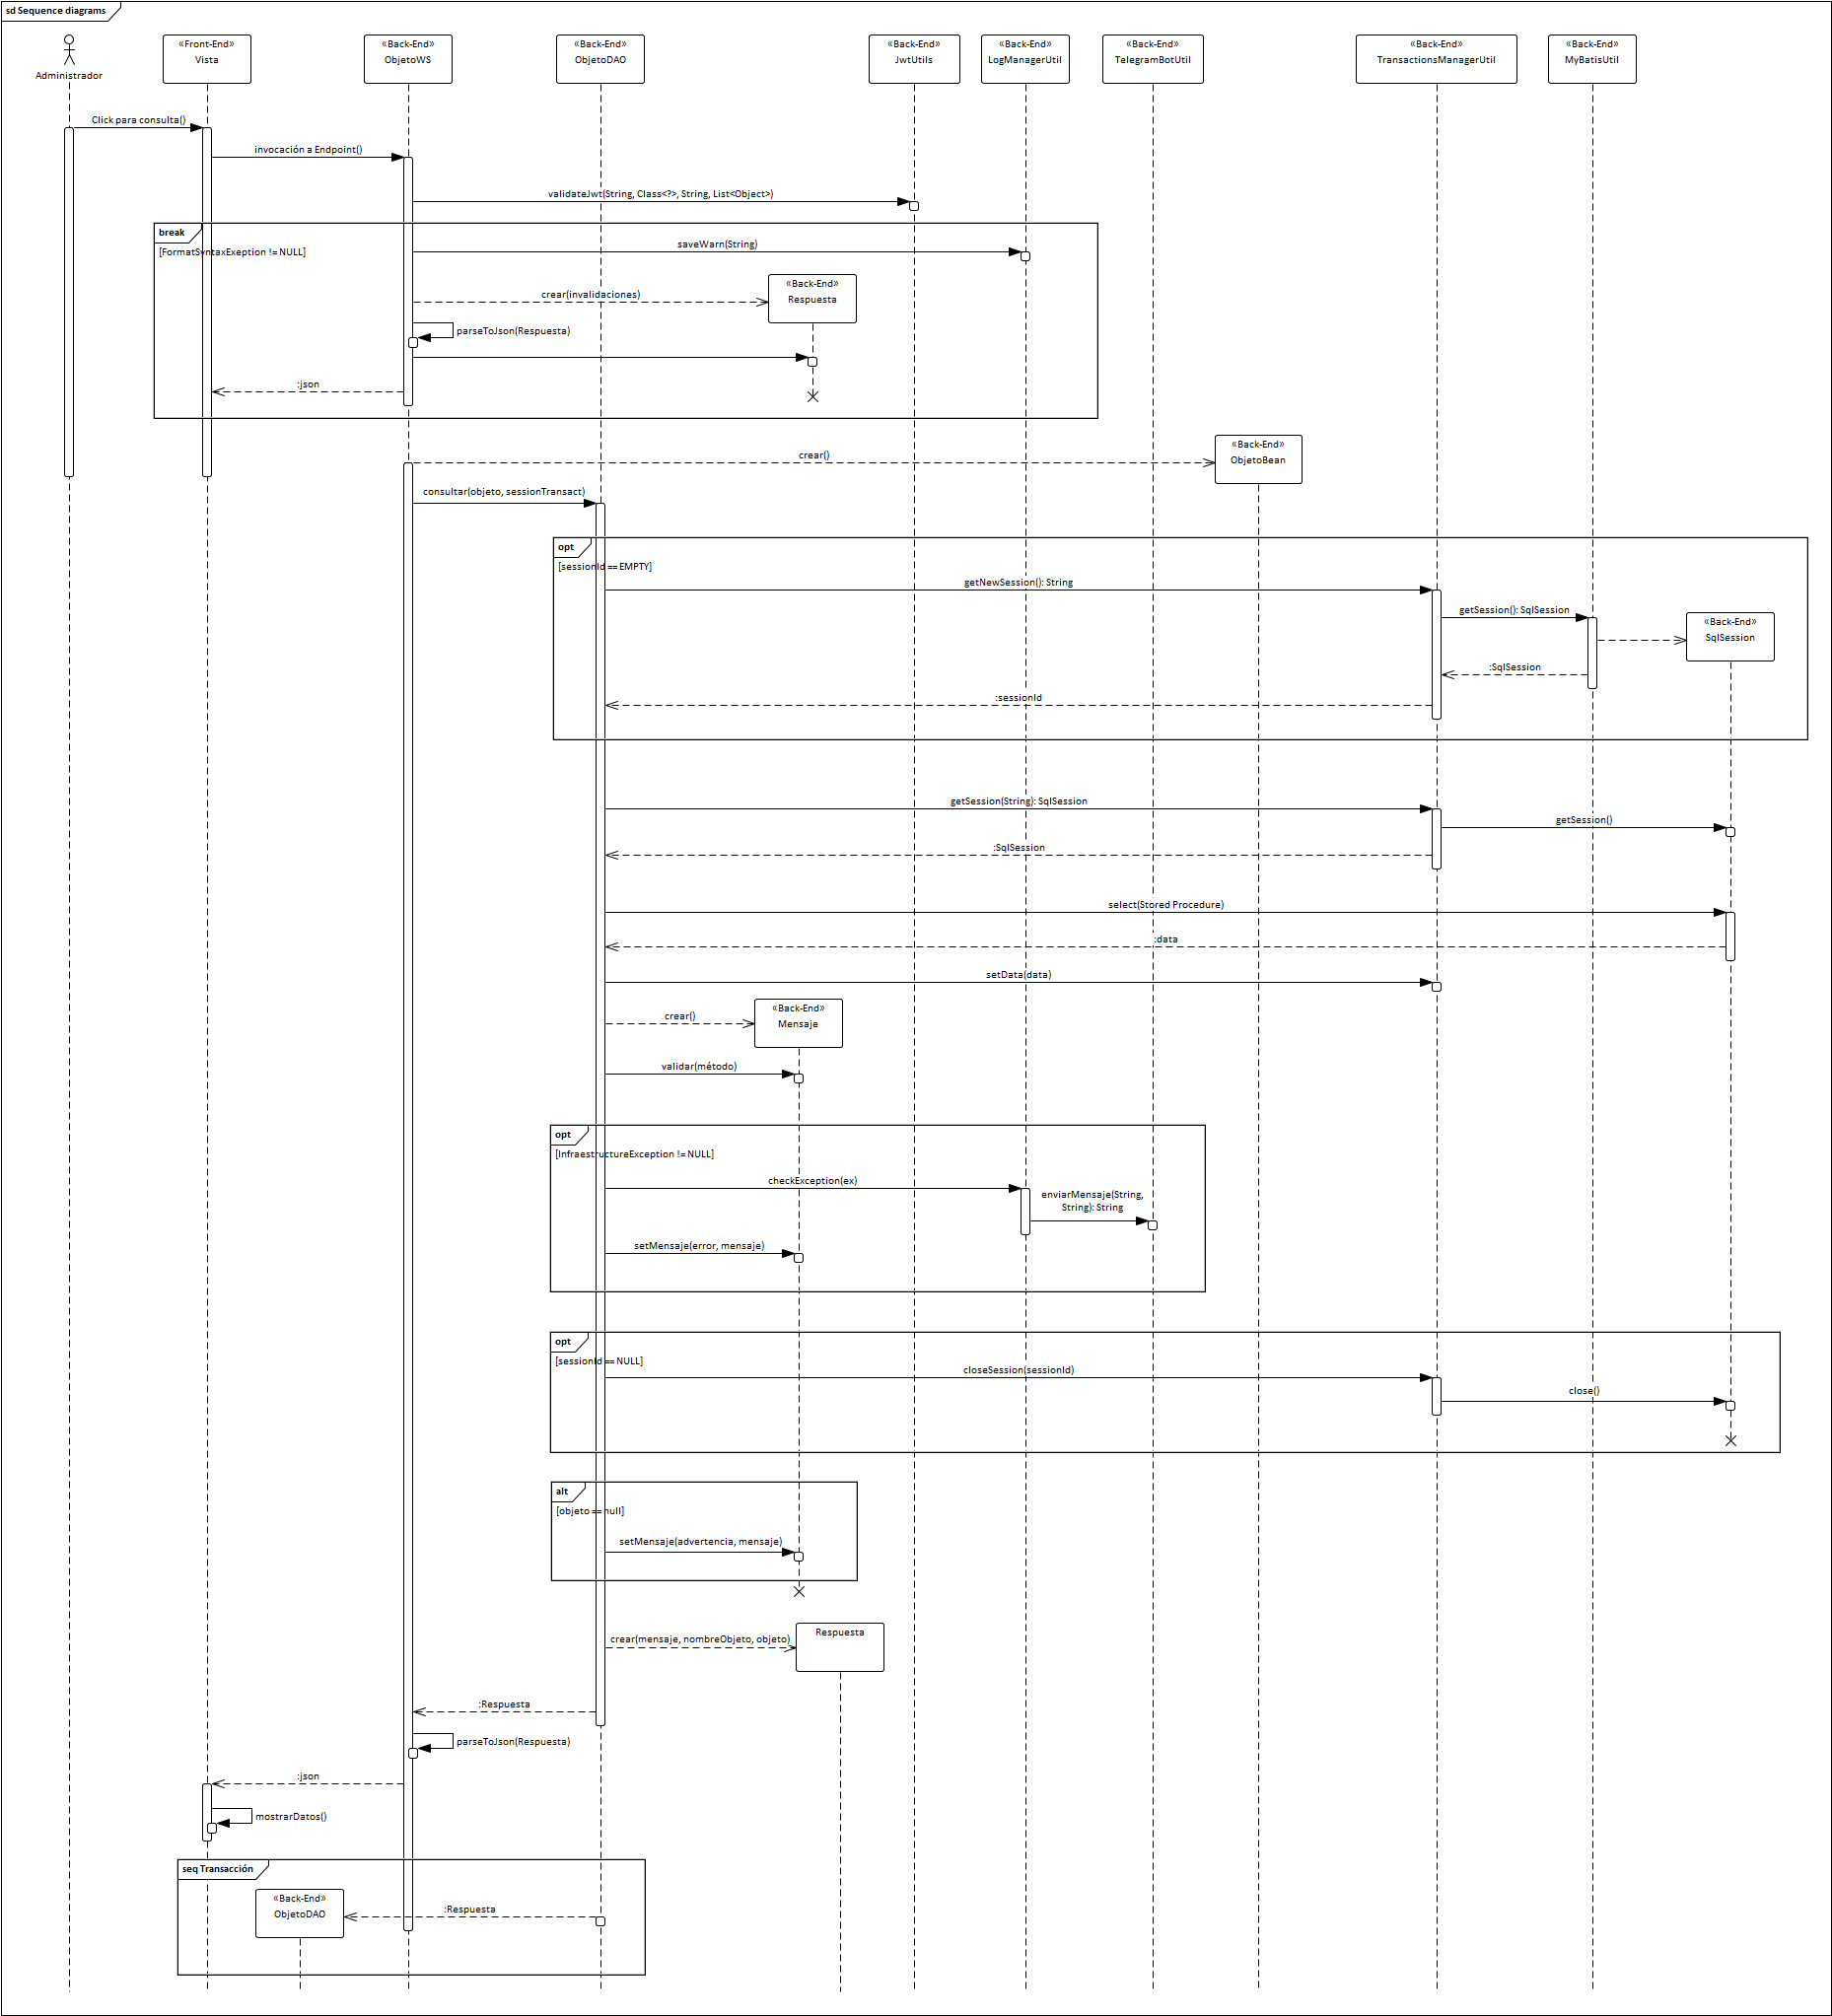 sd Sequence diagrams
Administrador
«Front-End»
Vista
«Back-End»
ObjetoWS
«Back-End»
ObjetoDAO
«Back-End»
JwtUtils
«Back-End»
LogManagerUtil
«Back-End»
TelegramBotUtil
«Back-End»
TransactionsManagerUtil
«Back-End»
MyBatisUtil
Click para consulta()
invocación a Endpoint()
validateJwt(String, Class<?>, String, List<Object>)
break
[FormatSyntaxExeption != NULL]
saveWarn(String)
«Back-End»
Respuesta
crear(invalidaciones)
parseToJson(Respuesta)
:json
«Back-End»
ObjetoBean
crear()
consultar(objeto, sessionTransact)
opt
[sessionId == EMPTY]
getNewSession(): String
getSession(): SqlSession
«Back-End»
SqlSession
:SqlSession
:sessionId
getSession(String): SqlSession
getSession()
:SqlSession
select(Stored Procedure)
:data
setData(data)
«Back-End»
Mensaje
crear()
validar(método)
opt
[InfraestructureException != NULL]
checkException(ex)
enviarMensaje(String,
String): String
setMensaje(error, mensaje)
opt
[sessionId == NULL]
closeSession(sessionId)
close()
alt
[objeto == null]
setMensaje(advertencia, mensaje)
Respuesta
crear(mensaje, nombreObjeto, objeto)
:Respuesta
parseToJson(Respuesta)
:json
mostrarDatos()
seq Transacción
«Back-End»
ObjetoDAO
:Respuesta